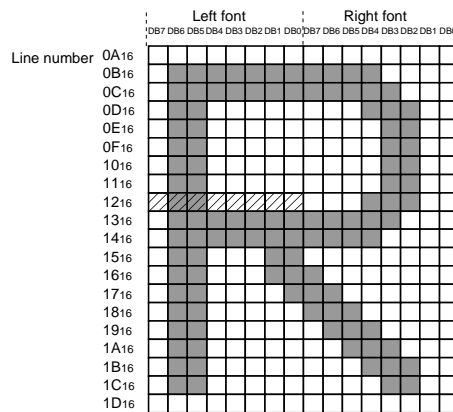 Left font Right font
DB7 DB6 DB5 DB4 DB3 DB2 DB1 DB0 DB7 DB6 DB5 DB4 DB3 DB2 DB1 DB0
Line number 0A16
0B16
0C16
0D16
0E16
0F16
1016
1116
1216
1316
1416
1516
1616
1716
1816
1916
1A16
1B16
1C16
1D16